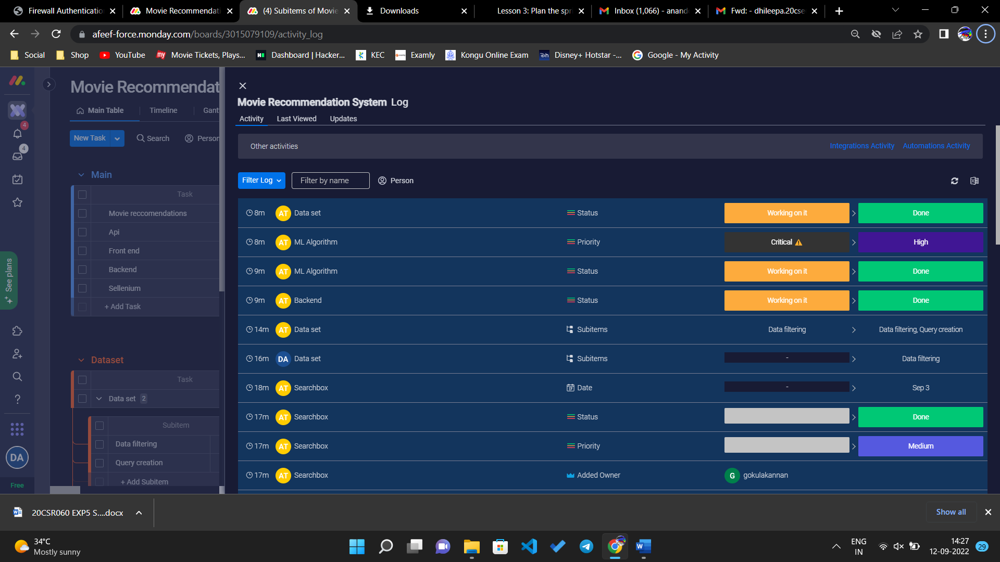 Firewall Authenticatio
Movie Recommendati
(4) Subitems of Movie
Downloads
Lesson 3: Plan the spri
Inbox (1,066) - anand
Fwd: - dhileepa.20cse
afeef-force.monday.com/boards/3015079109/activity_log
Social
Shop
YouTube
Movie Tickets, Plays...
Dashboard | Hacker...
KEC
Examly
Kongu Online Exam
Disney+ Hotstar -...
Google - My Activity
Movie Recommendat
Main Table
Timeline
Gant
New Task
Search
Person
4
4
See plans
Main
Task
Movie reccomendations
Api
Front end
Backend
Sellenium
+ Add Task
Dataset
Task
Data set 2
Subitem
Data filtering
Query creation
+ Add Subitem
DA
Free
Movie Recommendation System Log
Activity
Last Viewed
Updates
Other activities
Integrations Activity
Automations Activity
Filter Log
Filter by name
Person
8m AT Data set Status Working on it > Done
8m AT ML Algorithm Priority Critical > High
9m AT ML Algorithm Status Working on it > Done
9m AT Backend Status Working on it > Done
14m AT Data set Subitems Data filtering > Data filtering, Query creation
16m DA Data set Subitems - > Data filtering
18m AT Searchbox Date - > Sep 3
17m AT Searchbox Status > Done
17m AT Searchbox Priority > Medium
17m AT Searchbox Added Owner G gokulakannan
20CSR060 EXP5 S....docx
Show all
34°C
Mostly sunny
ENG
IN
14:27
12-09-2022
29